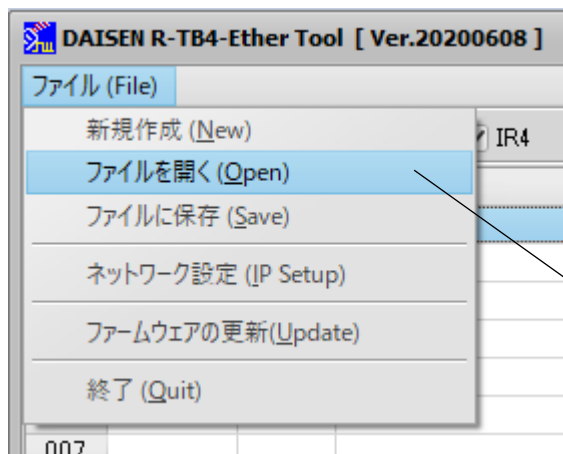 DAISEN R-TB4-Ether Tool [ Ver.20200608 ]
ファイル (File)
新規作成 (New)
IR4
ファイルを開く (Open)
ファイルに保存 (Save)
ネットワーク設定 (IP Setup)
ファームウェアの更新(Update)
終了 (Quit)
007